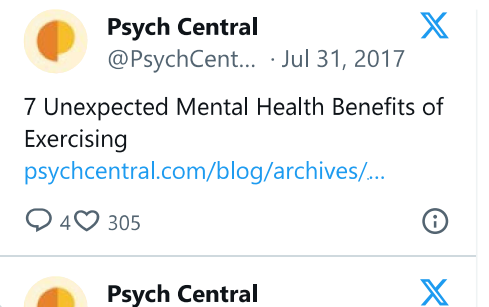 Psych Central
@PsychCent... · Jul 31, 2017
7 Unexpected Mental Health Benefits of
Exercising
psychcentral.com/blog/archives/...
4 305
Psych Central